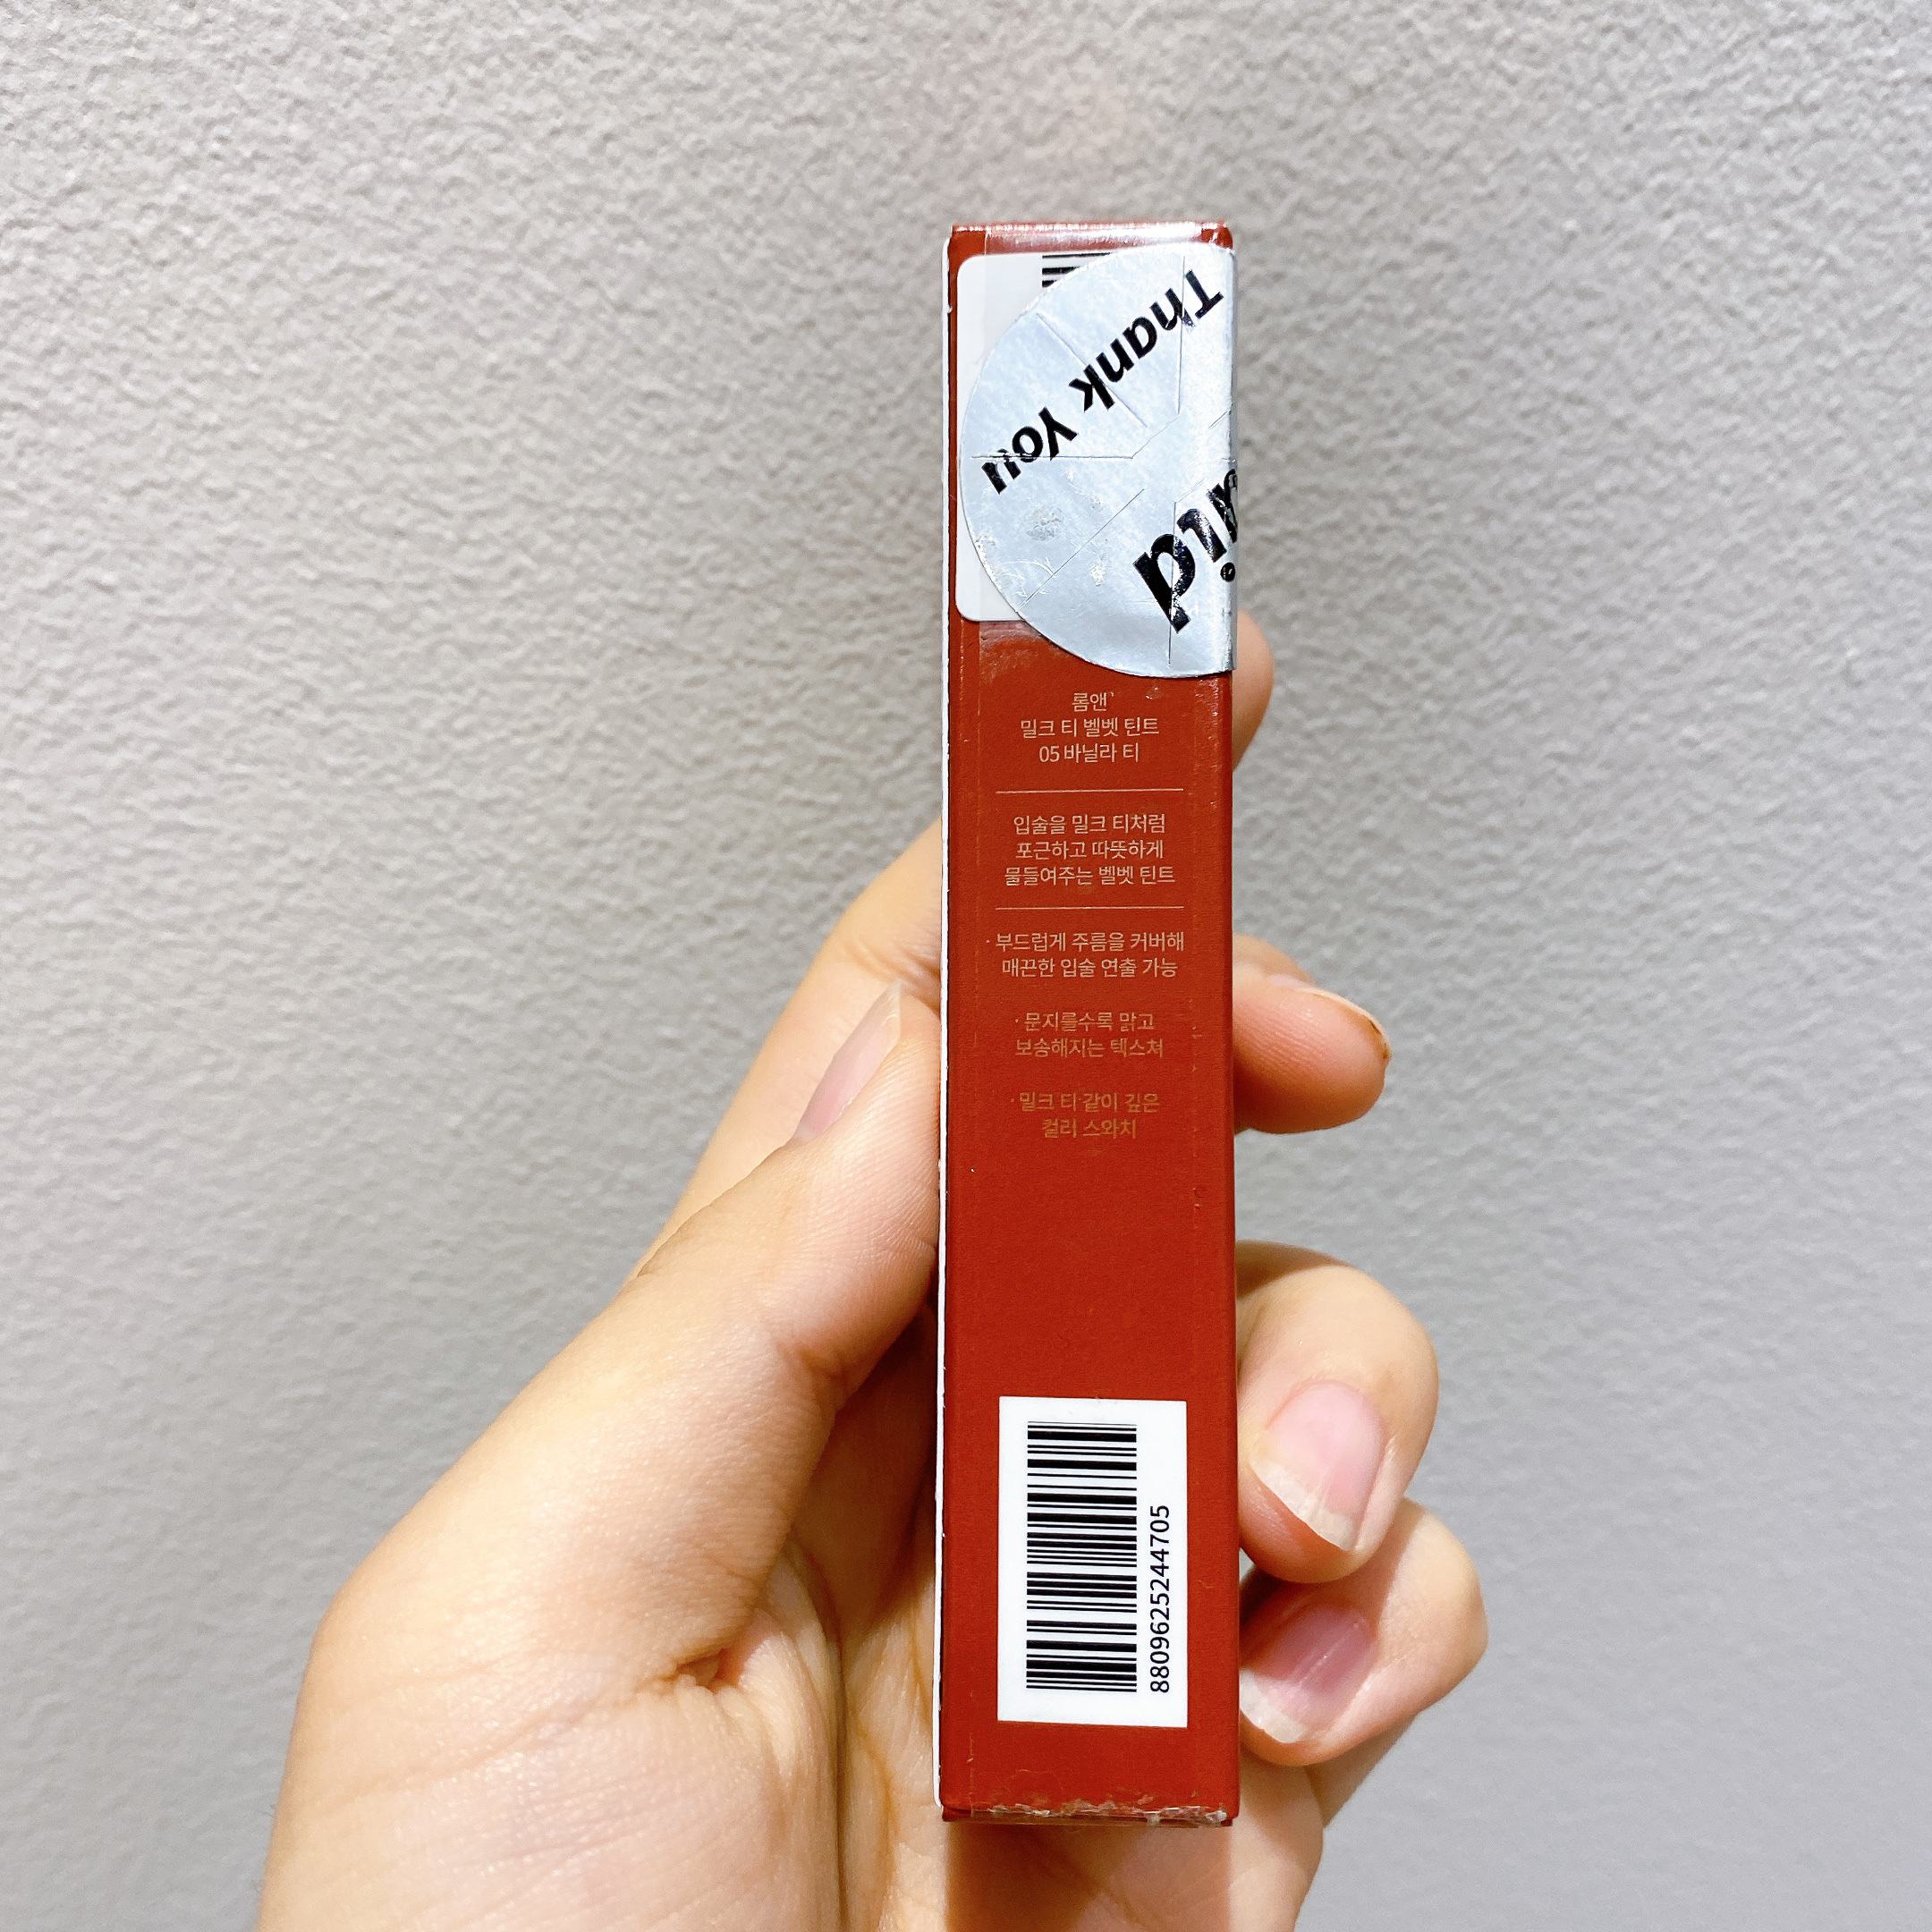 Thank You
aid
롬앤
밀크 티 벨벳 틴트
05 바닐라 티
입술을 밀크 티처럼
포근하고 따뜻하게
물들여주는 벨벳 틴트
· 부드럽게 주름을 커버해
매끈한 입술 연출 가능
· 문지를수록 맑고
보송해지는 텍스쳐
· 밀크 티 같이 깊은
컬러 스와치
8809625244705